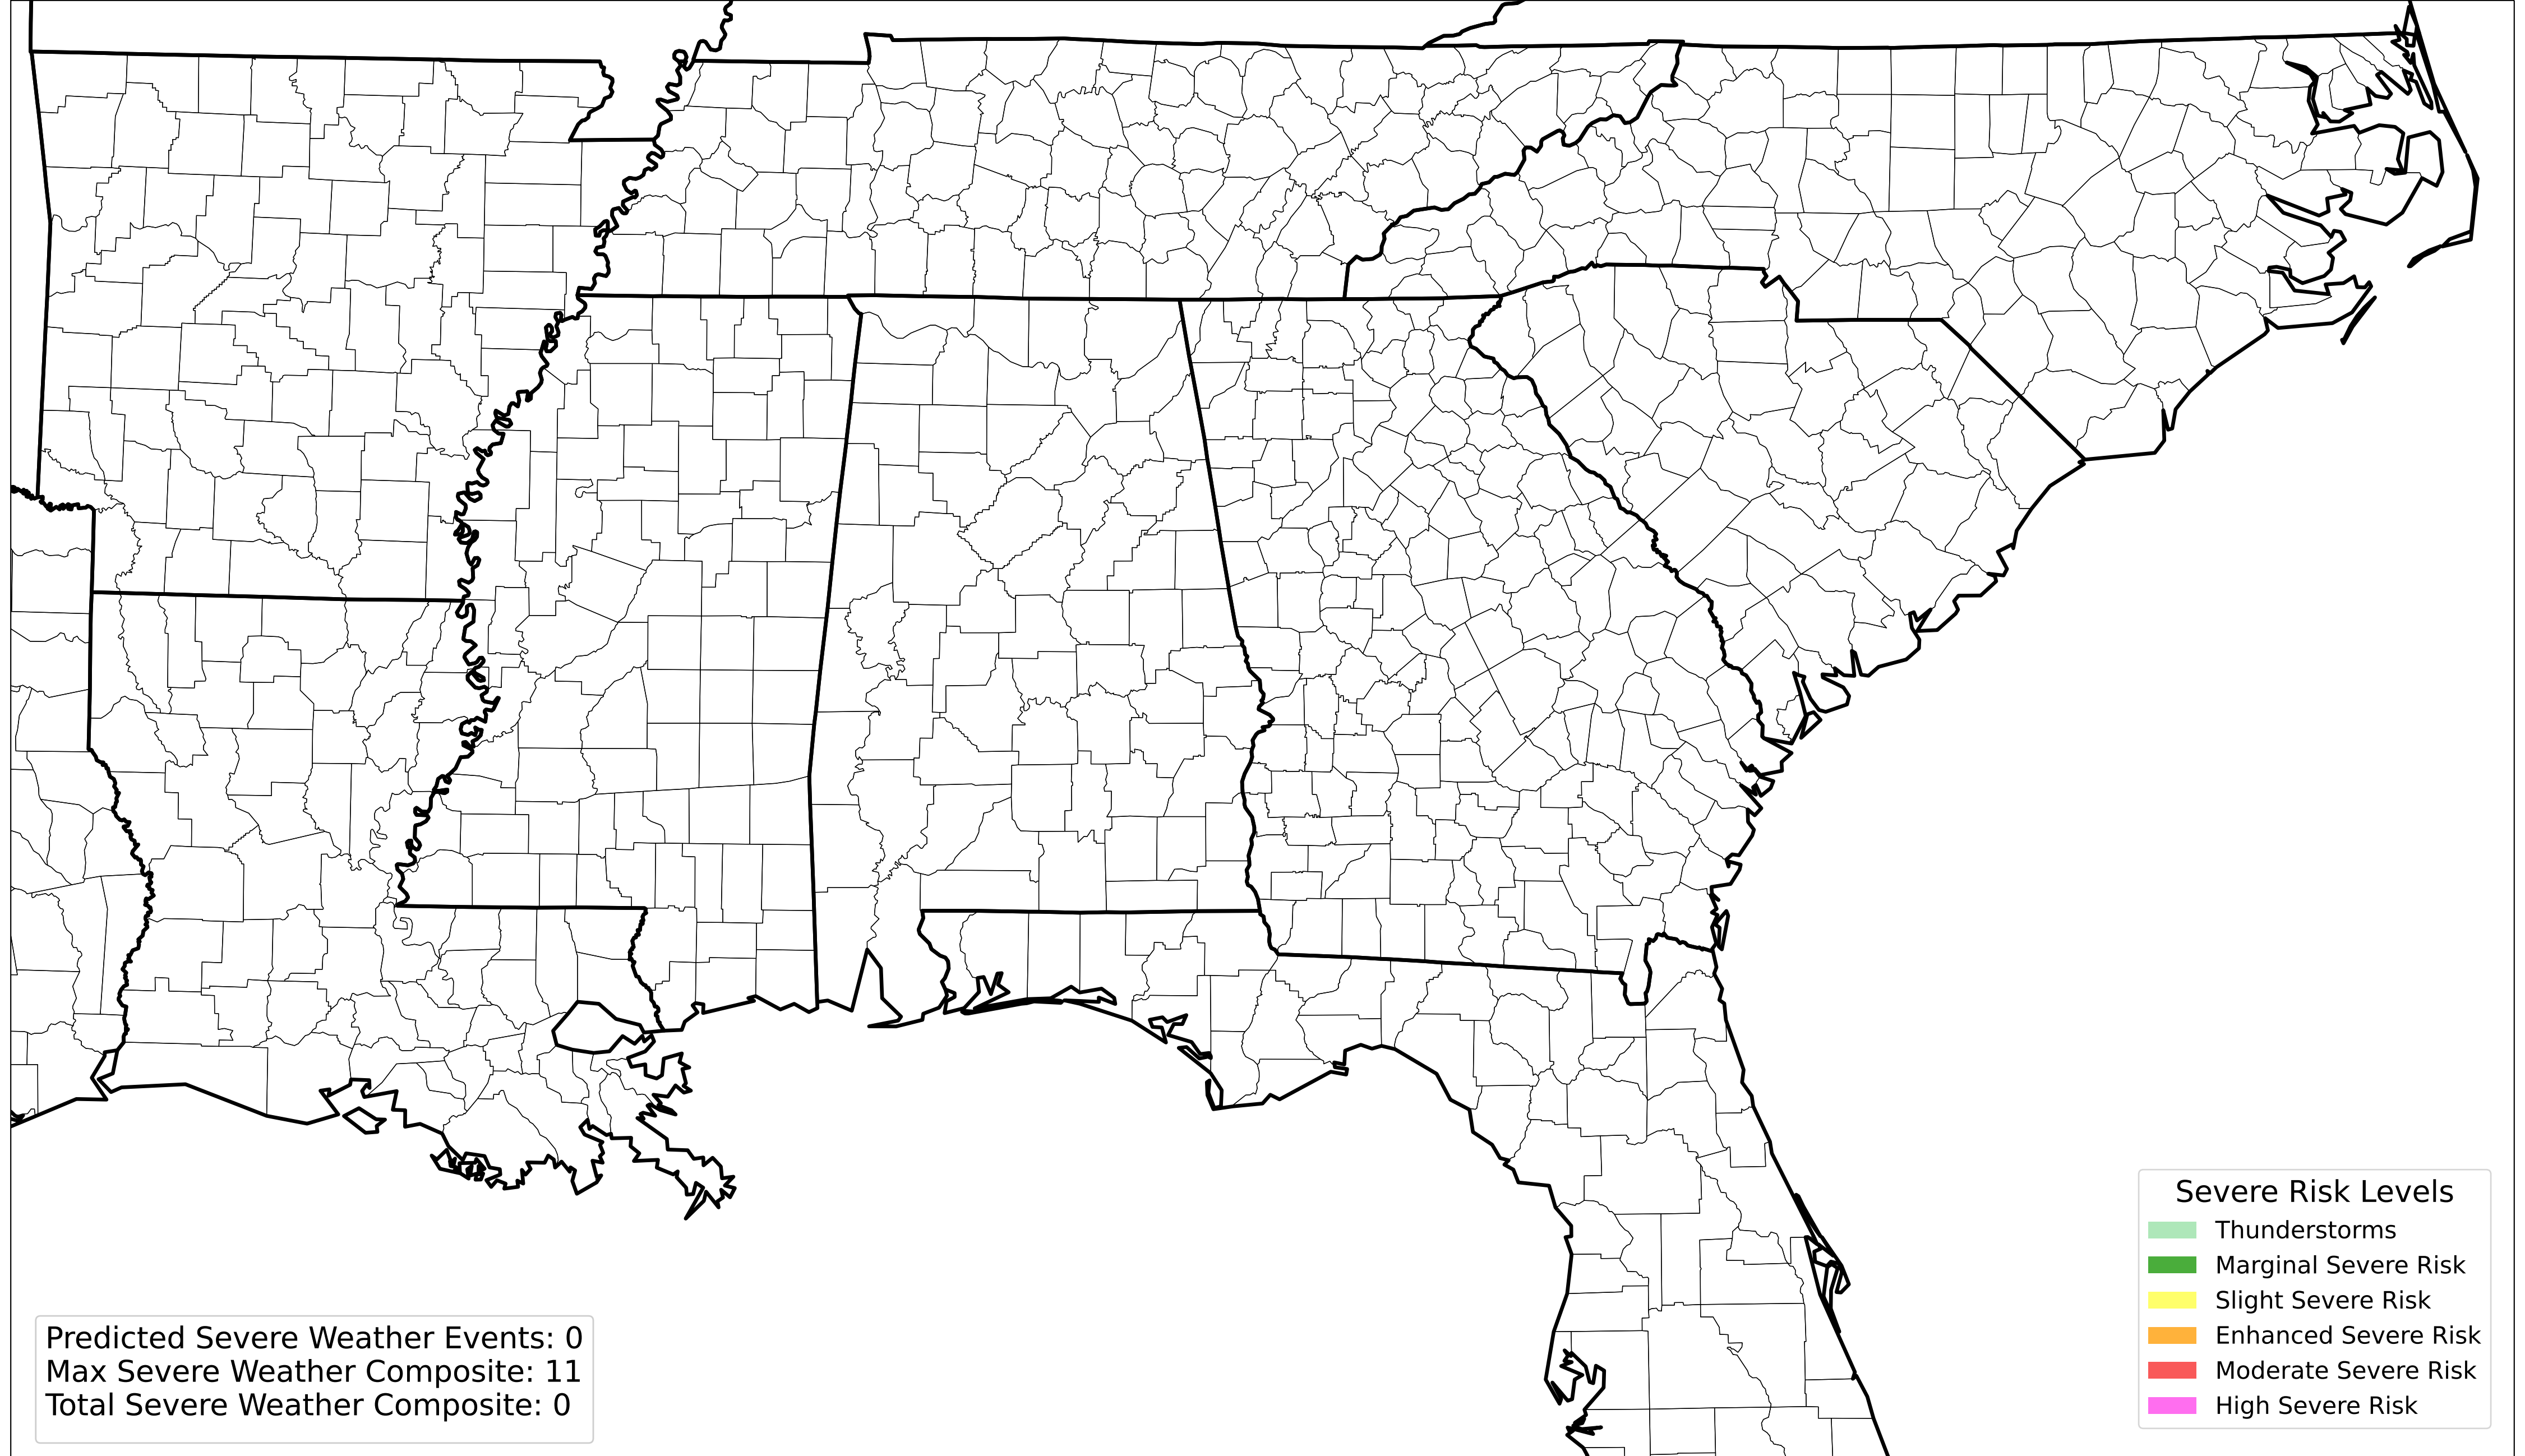 Predicted Severe Weather Events: 0
Max Severe Weather Composite: 11
Total Severe Weather Composite: 0
Severe Risk Levels
Thunderstorms
Marginal Severe Risk
Slight Severe Risk
Enhanced Severe Risk
Moderate Severe Risk
High Severe Risk